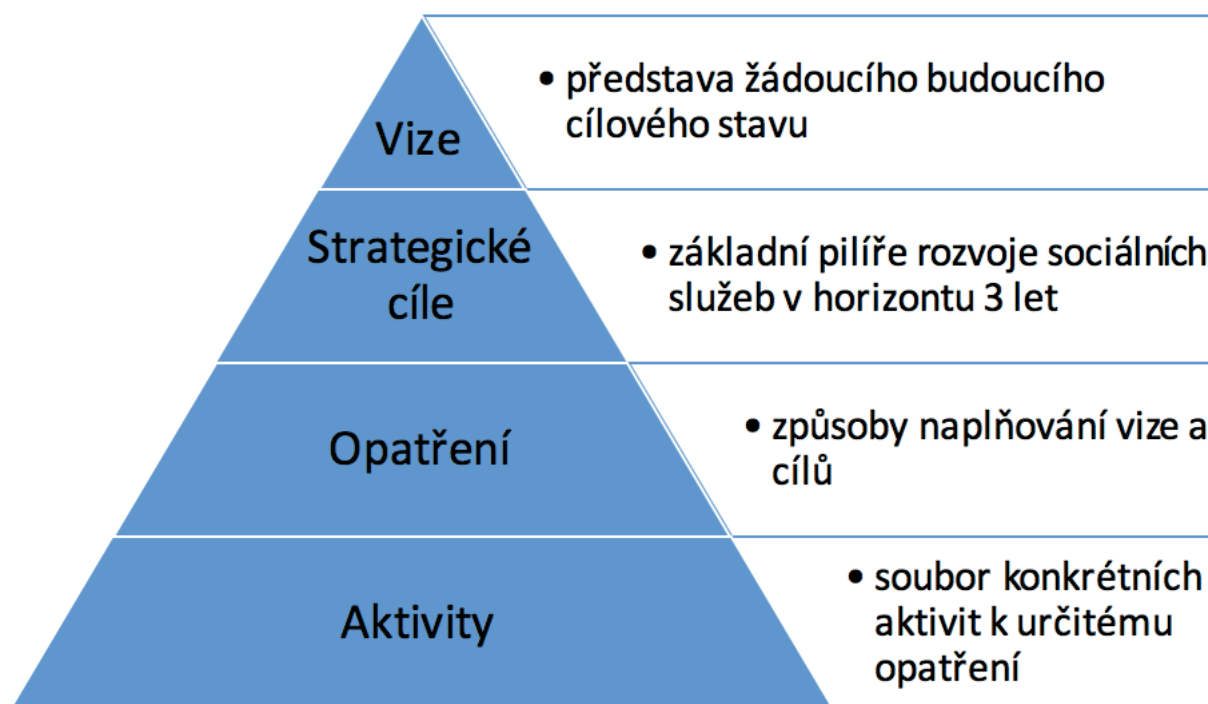 Vize
• představa žádoucího budoucího
cílového stavu
Strategické
cíle
• základní pilíře rozvoje sociálních
služeb v horizontu 3 let
Opatření
• způsoby naplňování vize a
cílů
Aktivity
• soubor konkrétních
aktivit k určitému
opatření